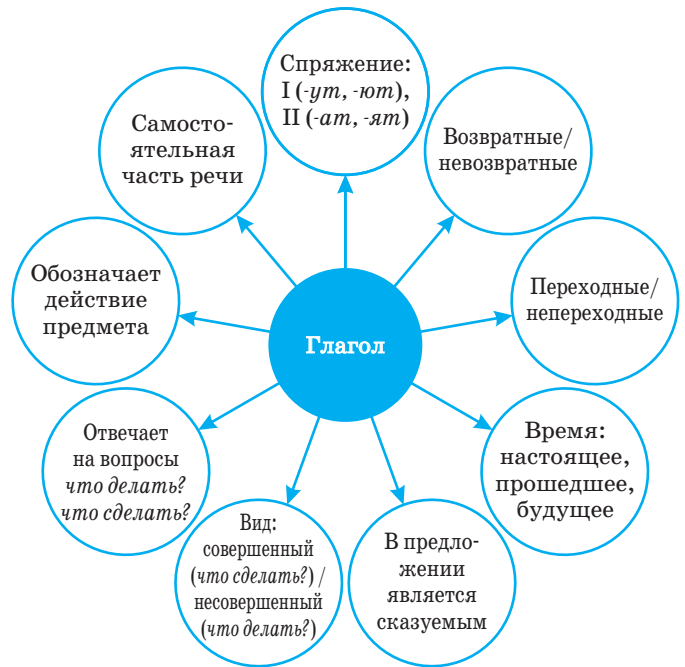 Спряжение:
I (-ут, -ют),
II (-ат, -ят)
Самосто-
ятельная
часть речи
Возвратные/
невозвратные
Обозначает
действие
предмета
Переходные/
непереходные
Глагол
Отвечает
на вопросы
что делать?
что сделать?
Время:
настоящее,
прошедшее,
будущее
Вид:
совершенный
(что сделать?) /
несовершенный
(что делать?)
В предло-
жении
является
сказуемым